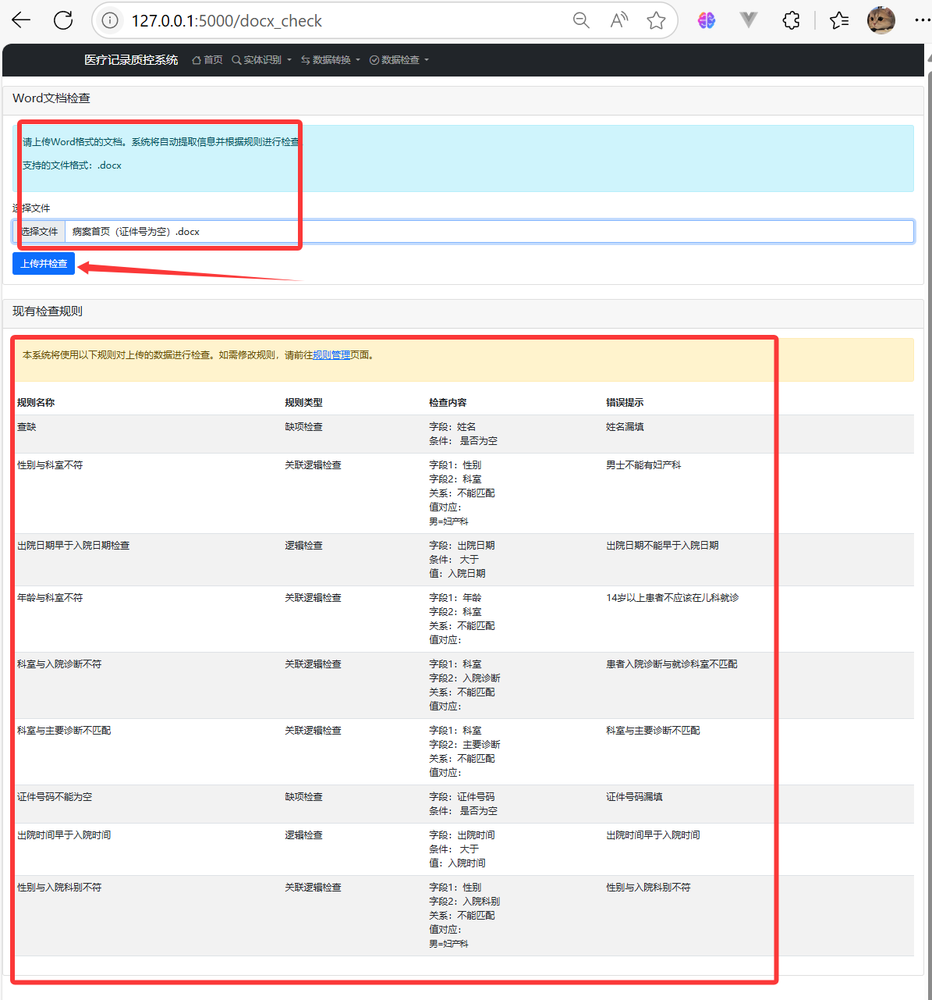 127.0.0.1:5000/docx_check
医疗记录质控系统 首页 实体识别 数据转换 数据检查
Word文档检查
请上传Word格式的文档。系统将自动提取信息并根据规则进行检查
支持的文件格式：.docx
选择文件
选择文件 病案首页（证件号为空）.docx
上传并检查
现有检查规则
本系统将使用以下规则对上传的数据进行检查。如需修改规则，请前往规则管理页面。
规则名称 规则类型 检查内容 错误提示
查缺 缺项检查 字段：姓名 姓名漏填
条件： 是否为空
性别与科室不符 关联逻辑检查 字段1：性别 男士不能有妇产科
字段2：科室
关系：不能匹配
值对应：
男=妇产科
出院日期早于入院日期检查 逻辑检查 字段：出院日期 出院日期不能早于入院日期
条件： 大于
值：入院日期
年龄与科室不符 关联逻辑检查 字段1：年龄 14岁以上患者不应该在儿科就诊
字段2：科室
关系：不能匹配
值对应：
科室与入院诊断不符 关联逻辑检查 字段1：科室 患者入院诊断与就诊科室不匹配
字段2：入院诊断
关系：不能匹配
值对应：
科室与主要诊断不匹配 关联逻辑检查 字段1：科室 科室与主要诊断不匹配
字段2：主要诊断
关系：不能匹配
值对应：
证件号码不能为空 缺项检查 字段：证件号码 证件号码漏填
条件： 是否为空
出院时间早于入院时间 逻辑检查 字段：出院时间 出院时间早于入院时间
条件： 大于
值：入院时间
性别与入院科别不符 关联逻辑检查 字段1：性别 性别与入院科别不符
字段2：入院科别
关系：不能匹配
值对应：
男=妇产科